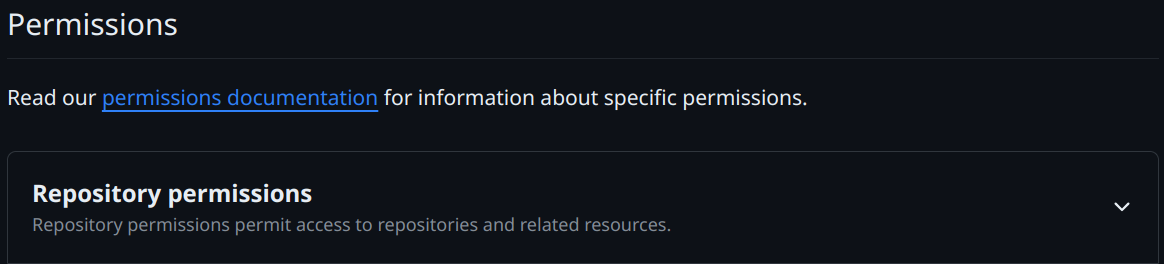 Permissions
Read our permissions documentation for information about specific permissions.
Repository permissions
Repository permissions permit access to repositories and related resources.